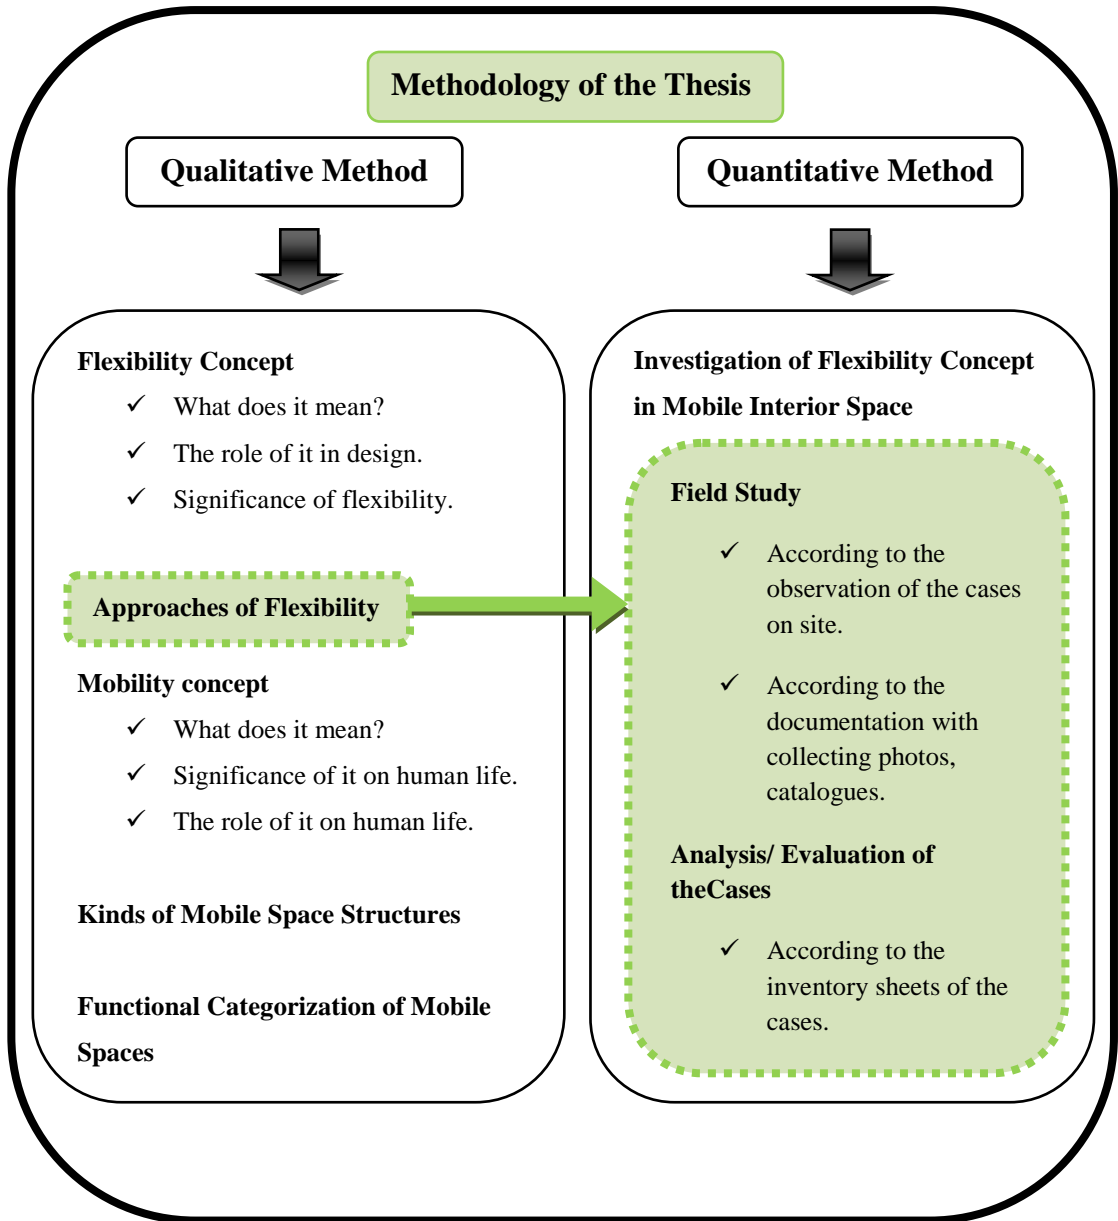 Methodology of the Thesis
Qualitative Method
Flexibility Concept
✓ What does it mean?
✓ The role of it in design.
✓ Significance of flexibility.
Approaches of Flexibility
Mobility concept
✓ What does it mean?
✓ Significance of it on human life.
✓ The role of it on human life.
Kinds of Mobile Space Structures
Functional Categorization of Mobile
Spaces
Quantitative Method
Investigation of Flexibility Concept
in Mobile Interior Space
Field Study
✓ According to the
observation of the cases
on site.
✓ According to the
documentation with
collecting photos,
catalogues.
Analysis/ Evaluation of
theCases
✓ According to the
inventory sheets of the
cases.